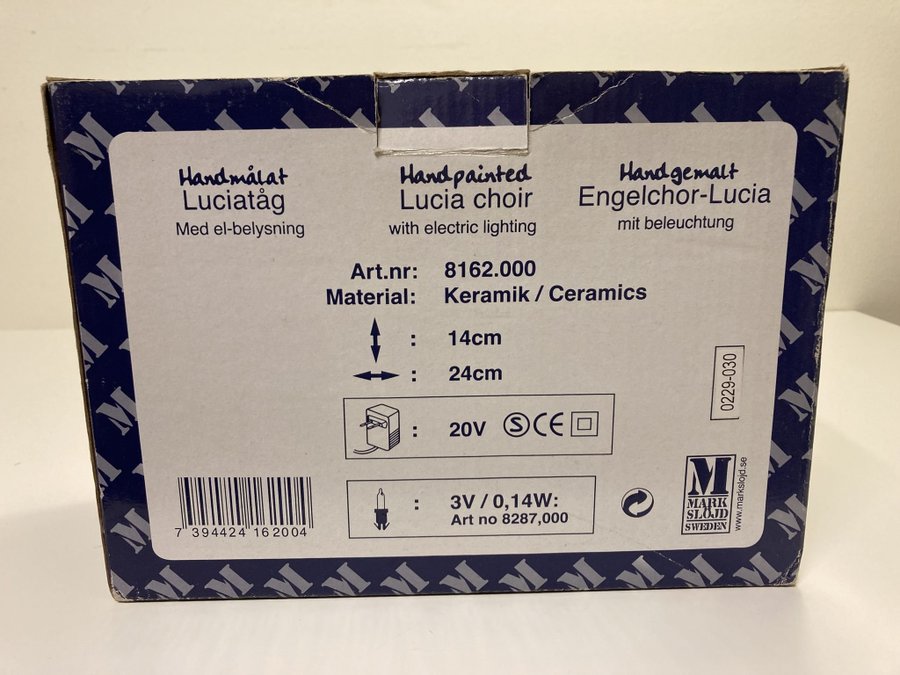 Handmålat
Luciatåg
Med el-belysning
Handpainted
Lucia choir
with electric lighting
Handgemalt
Engelchor-Lucia
mit beleuchtung
Art.nr: 8162.000
Material: Keramik / Ceramics
: 14cm
: 24cm
: 20V S CE
: 3V / 0,14W:
Art no 8287,000
0229-030
7 394424 162004
M
MARK
SLÖJD
SWEDEN
www.markslojd.se